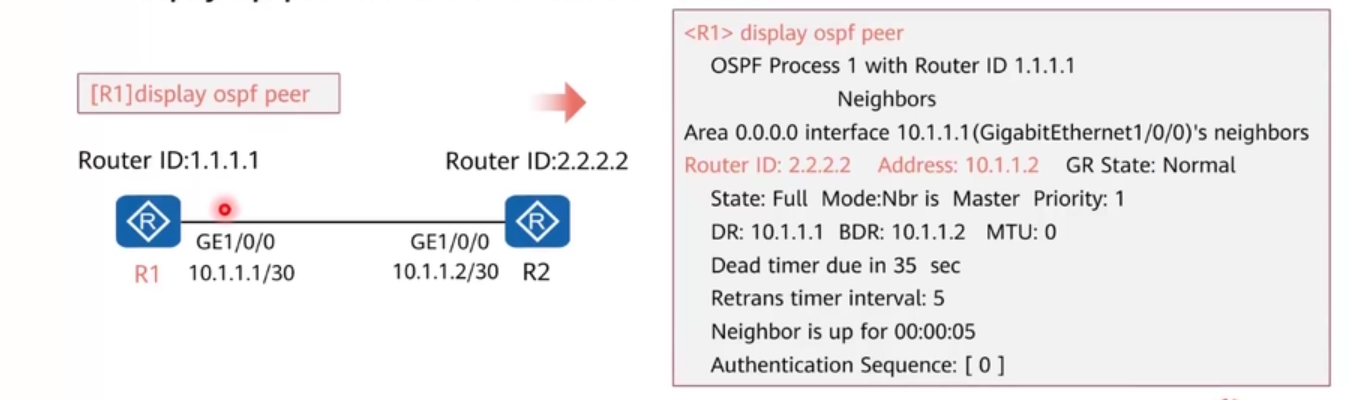 [R1]display ospf peer
Router ID:1.1.1.1
Router ID:2.2.2.2
R
R
GE1/0/0
GE1/0/0
R1
10.1.1.1/30
10.1.1.2/30
R2
<R1> display ospf peer
OSPF Process 1 with Router ID 1.1.1.1
Neighbors
Area 0.0.0.0 interface 10.1.1.1(GigabitEthernet1/0/0)'s neighbors
Router ID: 2.2.2.2 Address: 10.1.1.2 GR State: Normal
State: Full Mode:Nbr is Master Priority: 1
DR: 10.1.1.1 BDR: 10.1.1.2 MTU: 0
Dead timer due in 35 sec
Retrans timer interval: 5
Neighbor is up for 00:00:05
Authentication Sequence: [ 0 ]